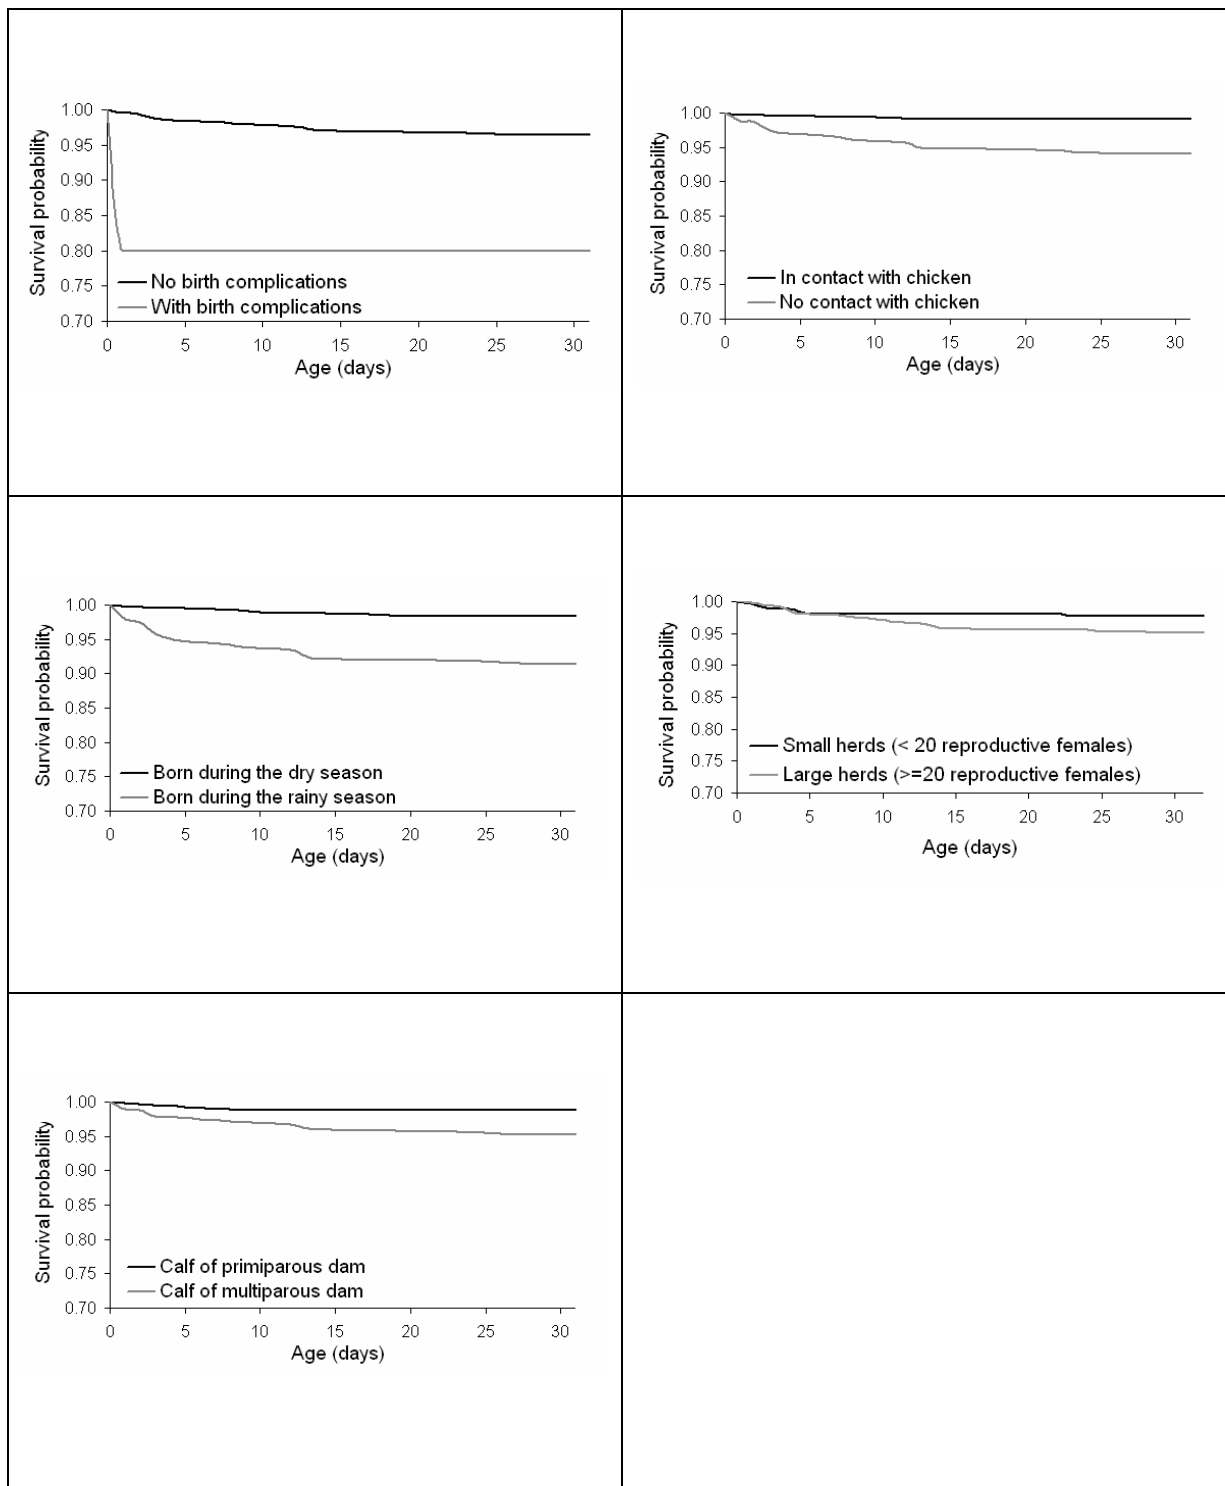 Survival probability
1.00
0.95
0.90
0.85
0.80
0.75
0.70
No birth complications
With birth complications
0 5 10 15 20 25 30
Age (days)
Survival probability
1.00
0.95
0.90
0.85
0.80
0.75
0.70
In contact with chicken
No contact with chicken
0 5 10 15 20 25 30
Age (days)
Survival probability
1.00
0.95
0.90
0.85
0.80
0.75
0.70
Born during the dry season
Born during the rainy season
0 5 10 15 20 25 30
Age (days)
Survival probability
1.00
0.95
0.90
0.85
0.80
0.75
0.70
Small herds (< 20 reproductive females)
Large herds (>=20 reproductive females)
0 5 10 15 20 25 30
Age (days)
Survival probability
1.00
0.95
0.90
0.85
0.80
0.75
0.70
Calf of primiparous dam
Calf of multiparous dam
0 5 10 15 20 25 30
Age (days)